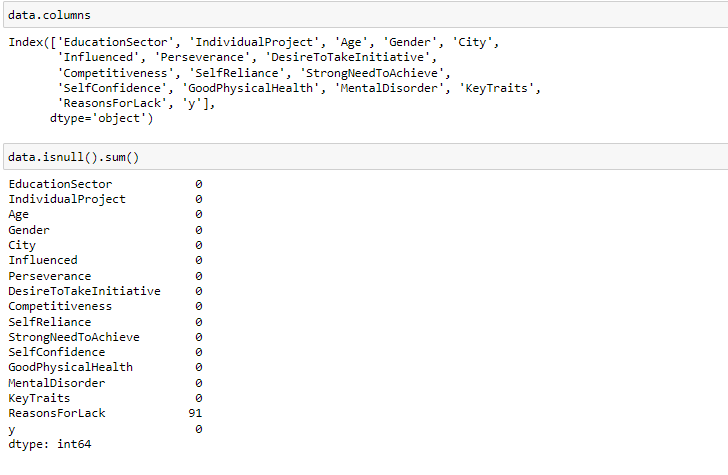 data.columns
Index(['EducationSector', 'IndividualProject', 'Age', 'Gender', 'City',
       'Influenced', 'Perseverance', 'DesireToTakeInitiative',
       'Competitiveness', 'SelfReliance', 'StrongNeedToAchieve',
       'SelfConfidence', 'GoodPhysicalHealth', 'MentalDisorder', 'KeyTraits',
       'ReasonsForLack', 'y'],
      dtype='object')
data.isnull().sum()
EducationSector            0
IndividualProject          0
Age                        0
Gender                     0
City                       0
Influenced                 0
Perseverance               0
DesireToTakeInitiative     0
Competitiveness            0
SelfReliance               0
StrongNeedToAchieve        0
SelfConfidence             0
GoodPhysicalHealth         0
MentalDisorder             0
KeyTraits                  0
ReasonsForLack            91
y                          0
dtype: int64